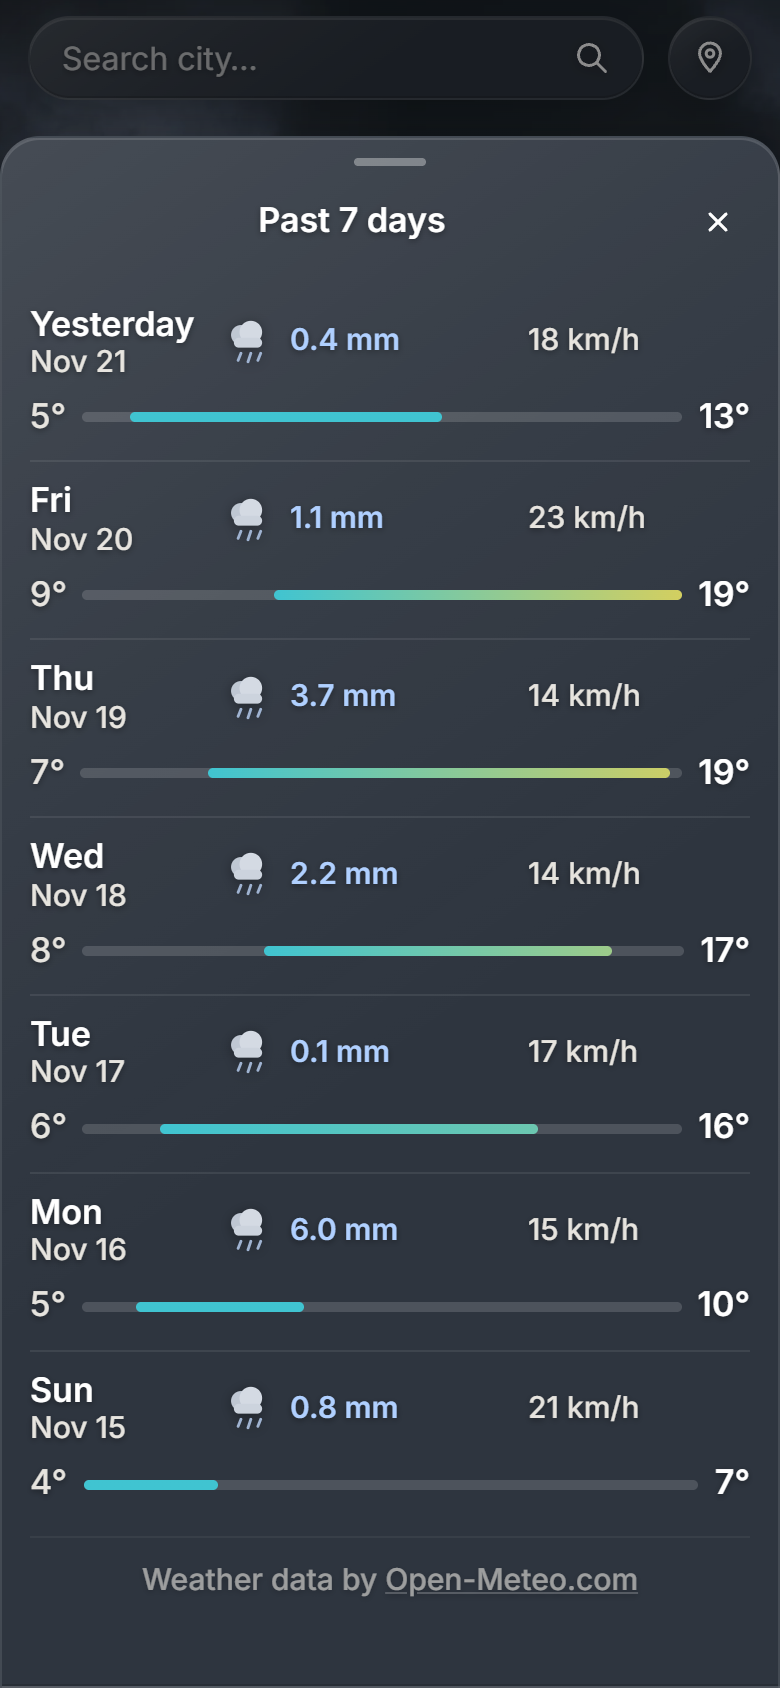 Search city...
Past 7 days
Yesterday
Nov 21
0.4 mm
18 km/h
5°
13°
Fri
Nov 20
1.1 mm
23 km/h
9°
19°
Thu
Nov 19
3.7 mm
14 km/h
7°
19°
Wed
Nov 18
2.2 mm
14 km/h
8°
17°
Tue
Nov 17
0.1 mm
17 km/h
6°
16°
Mon
Nov 16
6.0 mm
15 km/h
5°
10°
Sun
Nov 15
0.8 mm
21 km/h
4°
7°
Weather data by Open-Meteo.com